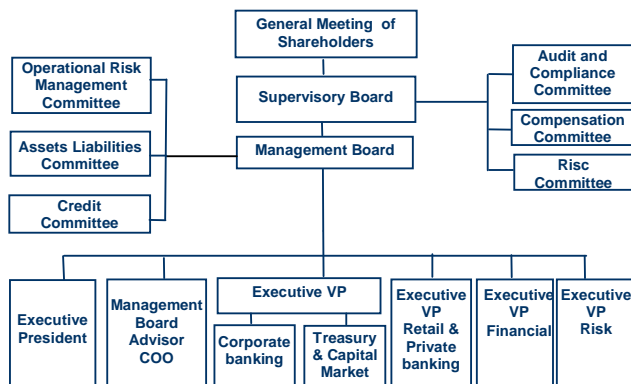 General Meeting of
Shareholders
Operational Risk
Management
Committee
Supervisory Board
Audit and
Compliance
Committee
Assets Liabilities
Committee
Management Board
Compensation
Committee
Risc
Committee
Credit
Committee
Executive
President
Management
Board
Advisor
COO
Executive VP
Corporate
banking
Treasury
& Capital
Market
Executive
VP
Retail &
Private
banking
Executive
VP
Financial
Executive
VP
Risk